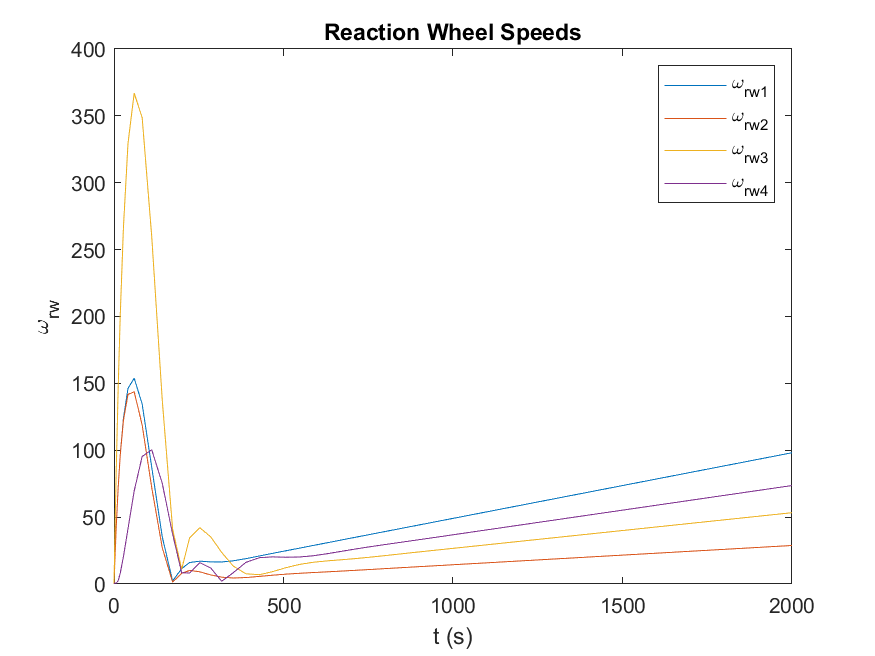 Reaction Wheel Speeds
400
350
300
250
200
150
100
50
0
ω_rw
ω_rw1
ω_rw2
ω_rw3
ω_rw4
0 500 1000 1500 2000
t (s)